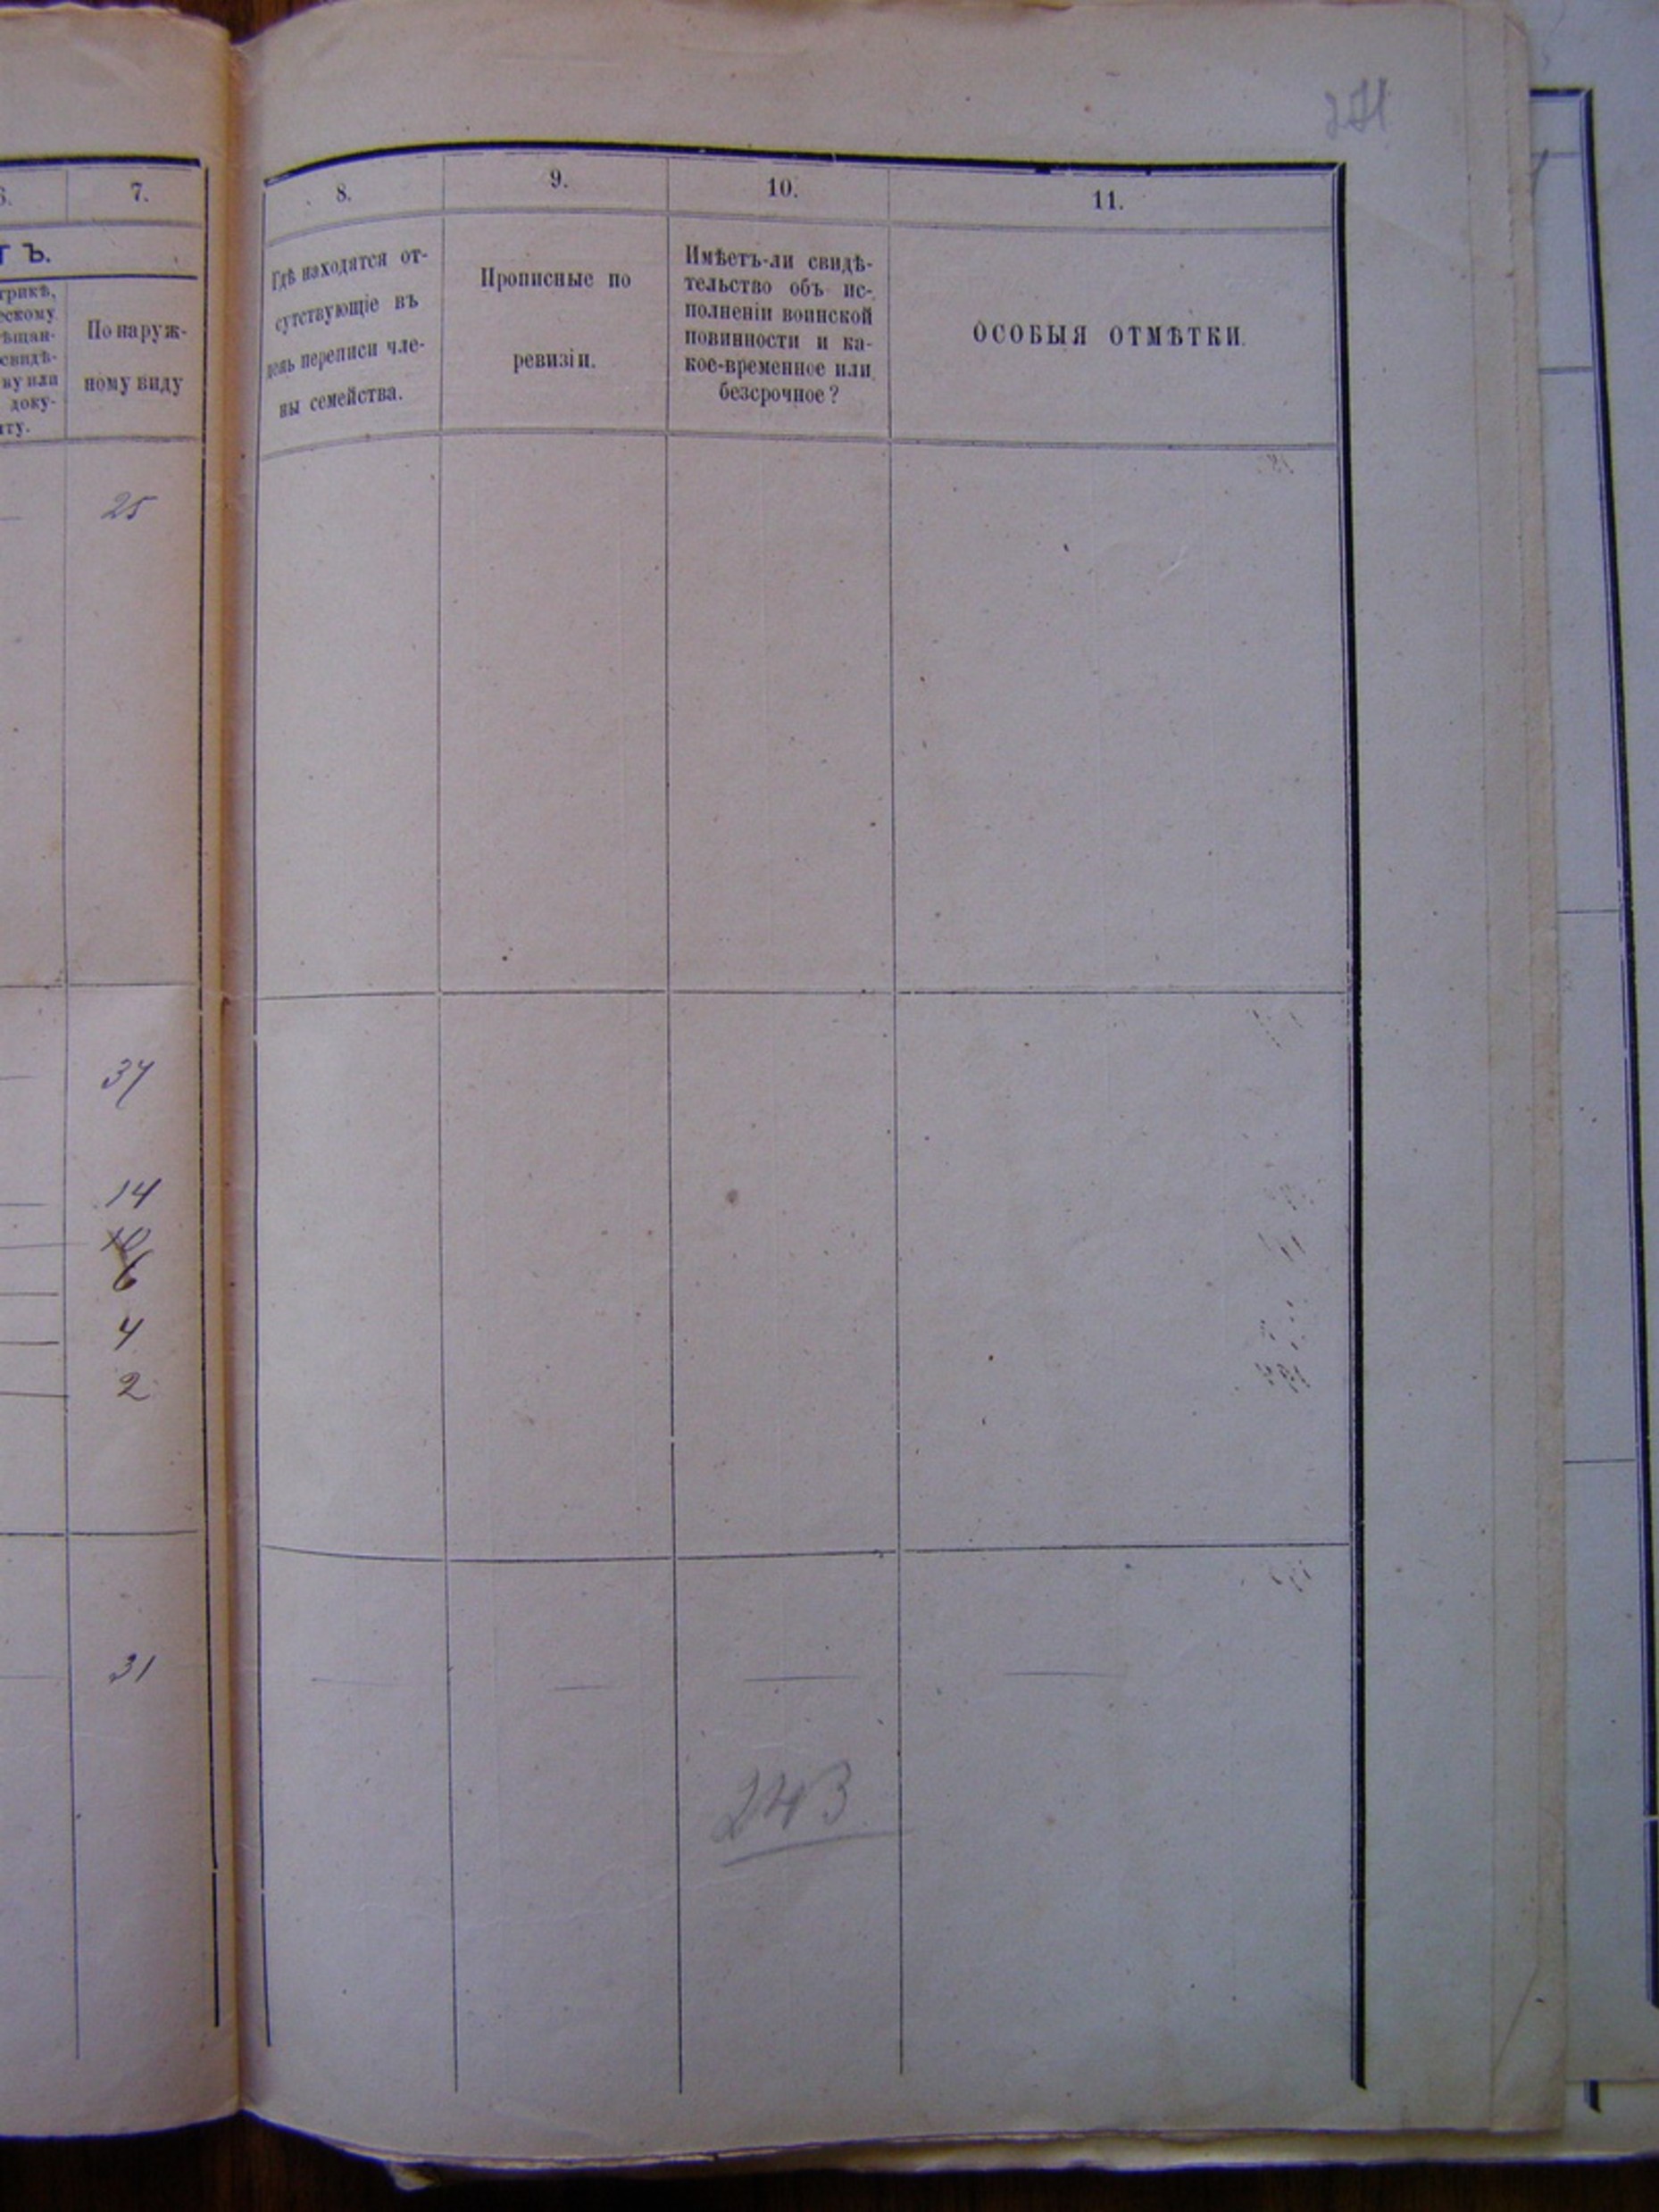 7.
Ъ.
По наруж-
ному виду
25
37
14
6
4
2
31
8.
9.
10.
11.
Гдѣ находятся от-
сутствующіе въ
день переписи чле-
ны семейства.
Прописные по
ревизіи.
Имѣетъ-ли свидѣ-
тельство объ ис-
полненіи воинской
повинности и ка-
кое-временное или
безсрочное?
ОСОБЫЯ ОТМѢТКИ.
243